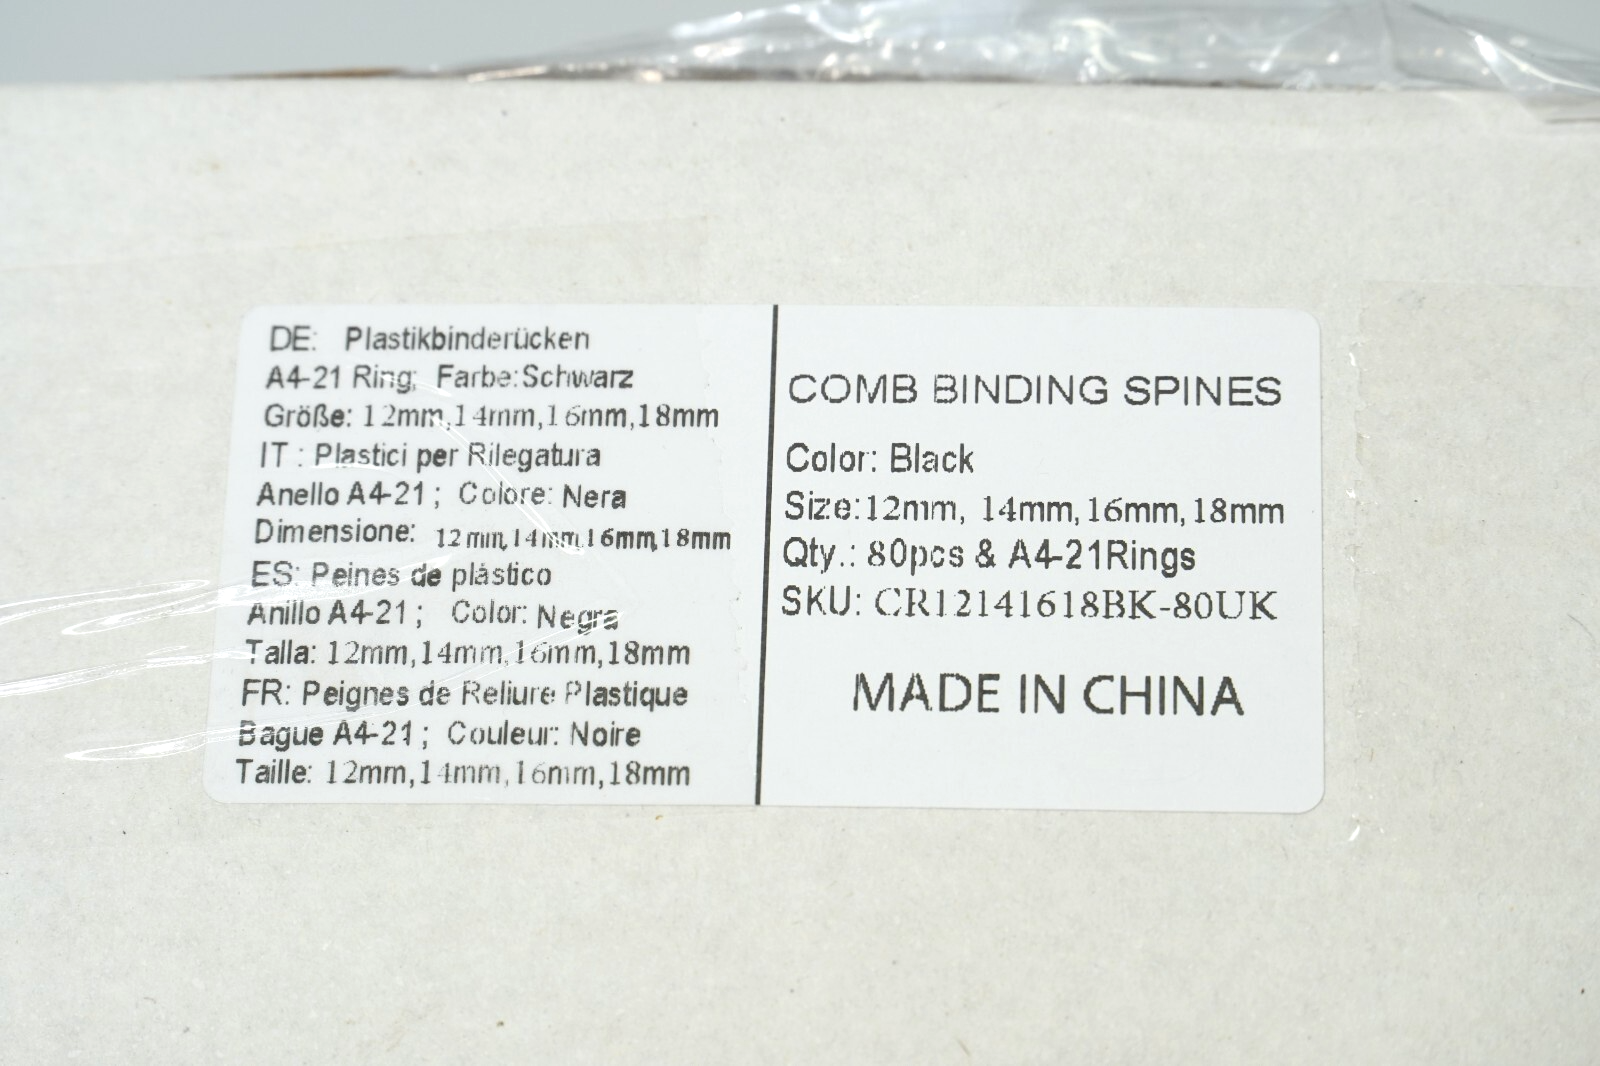 DE: Plastikbinderücken
A4-21 Ring; Farbe:Schwarz
Größe: 12mm,14mm,16mm,18mm
IT : Plastici per Rilegatura
Anello A4-21 ; Colore: Nera
Dimensione: 12mm,14mm,16mm,18mm
ES: Peines de plástico
Anillo A4-21 ; Color: Negra
Talla: 12mm,14mm,16mm,18mm
FR: Peignes de Reliure Plastique
Bague A4-21 ; Couleur: Noire
Taille: 12mm,14mm,16mm,18mm
COMB BINDING SPINES
Color: Black
Size:12mm, 14mm,16mm,18mm
Qty.: 80pcs & A4-21Rings
SKU: CR12141618BK-80UK
MADE IN CHINA